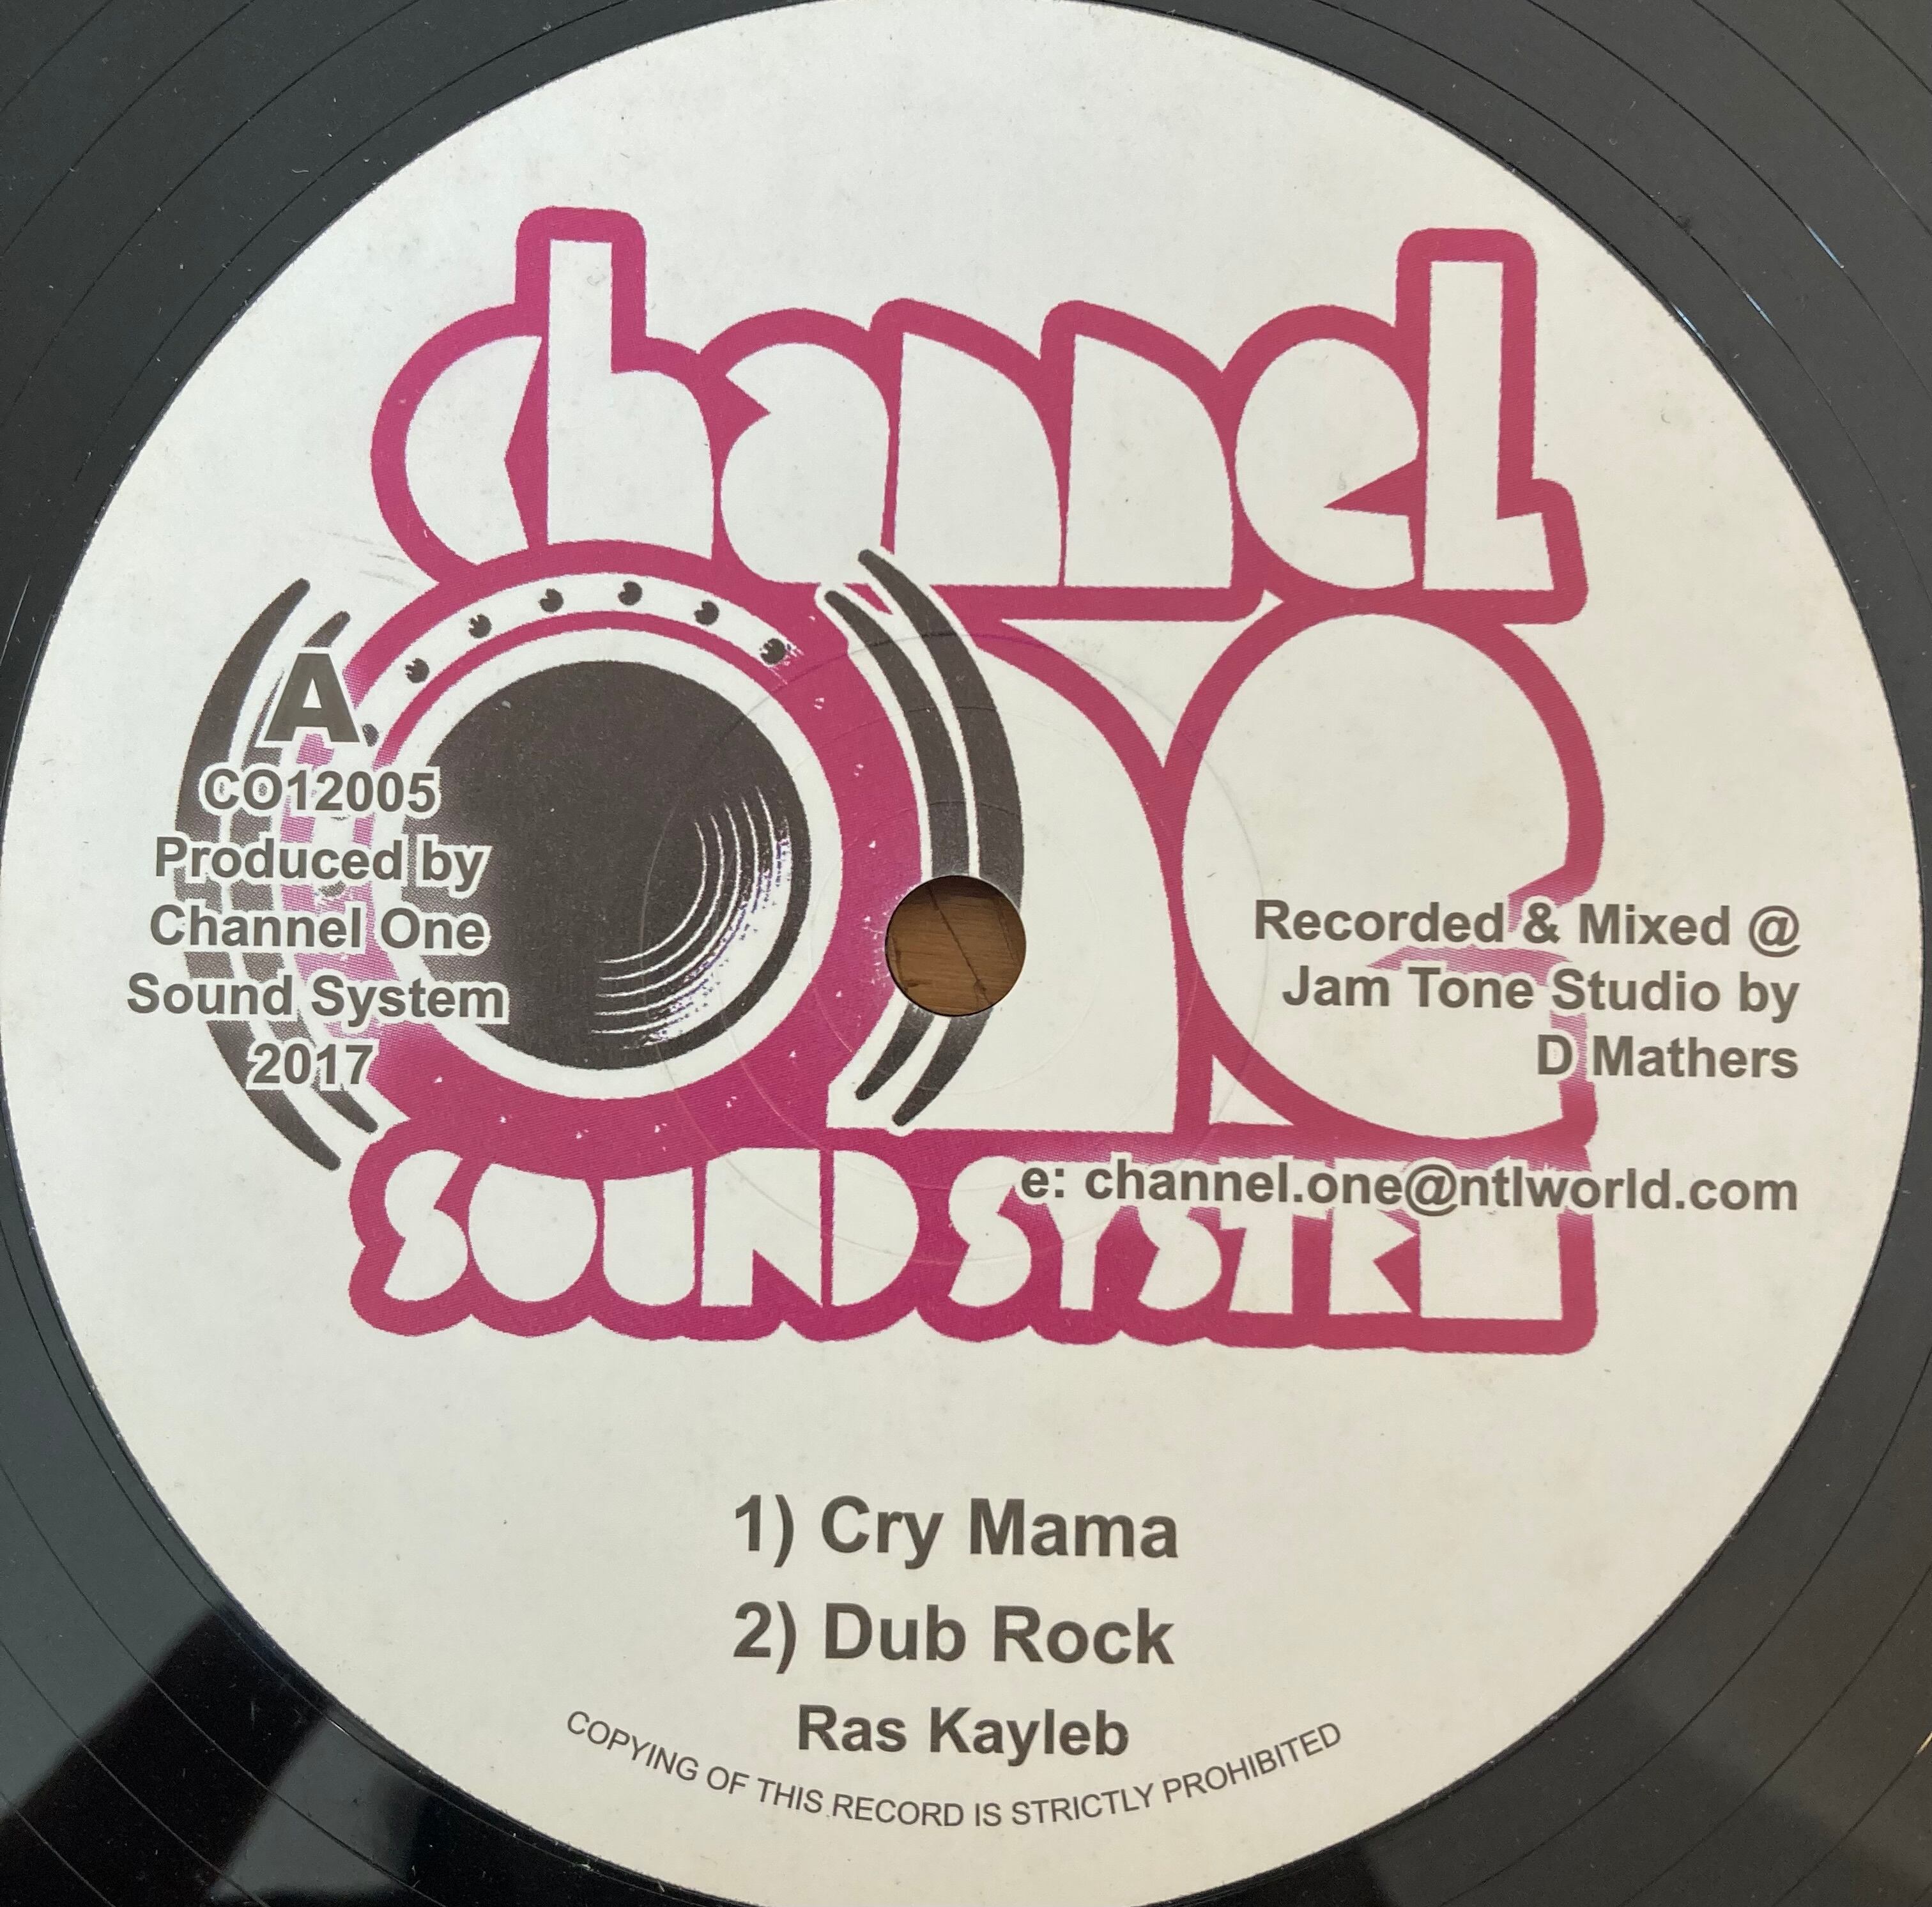 channel
one
SOUND SYSTEM
A
CO12005
Produced by
Channel One
Sound System
2017
Recorded & Mixed @
Jam Tone Studio by
D Mathers
e: channel.one@ntlworld.com
1) Cry Mama
2) Dub Rock
Ras Kayleb
COPYING OF THIS RECORD IS STRICTLY PROHIBITED